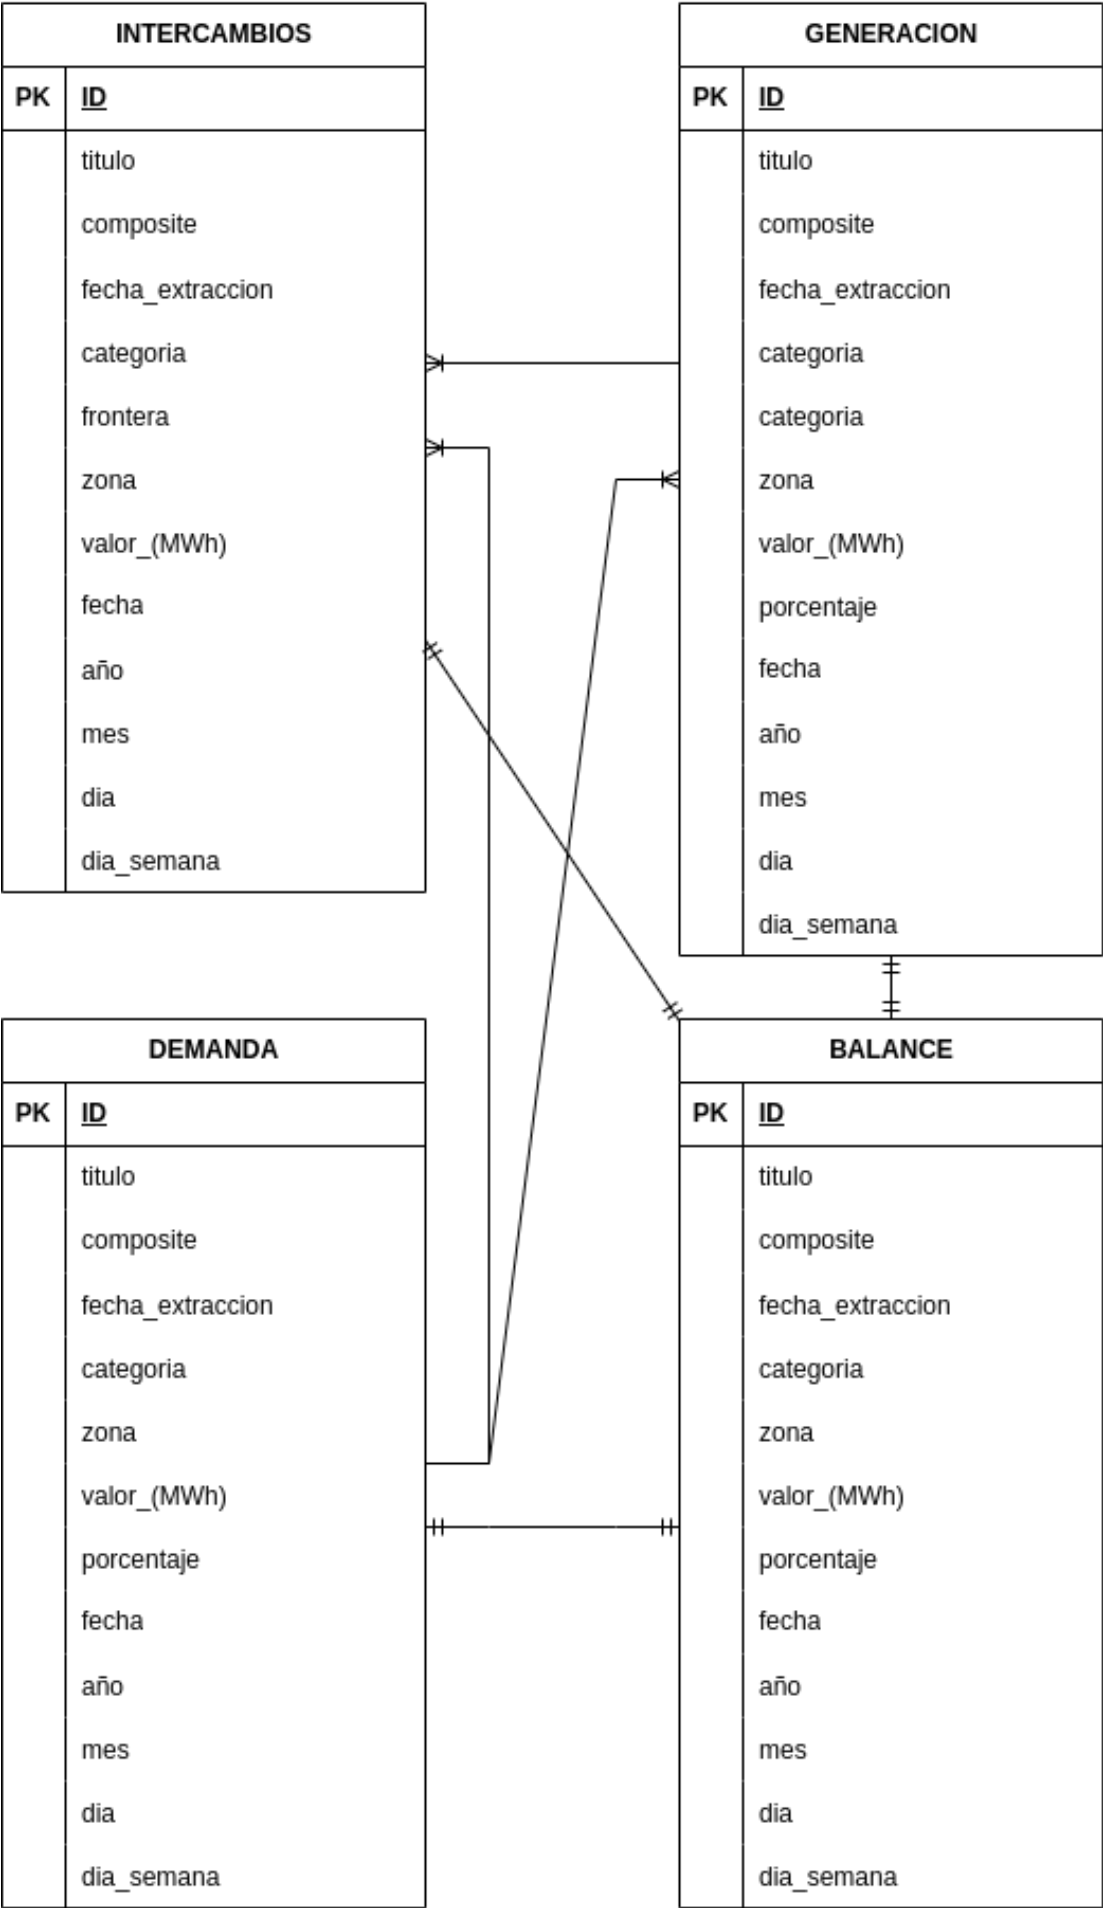 INTERCAMBIOS
PK ID
titulo
composite
fecha_extraccion
categoria
frontera
zona
valor_(MWh)
fecha
año
mes
dia
dia_semana
GENERACION
PK ID
titulo
composite
fecha_extraccion
categoria
categoria
zona
valor_(MWh)
porcentaje
fecha
año
mes
dia
dia_semana
DEMANDA
PK ID
titulo
composite
fecha_extraccion
categoria
zona
valor_(MWh)
porcentaje
fecha
año
mes
dia
dia_semana
BALANCE
PK ID
titulo
composite
fecha_extraccion
categoria
zona
valor_(MWh)
porcentaje
fecha
año
mes
dia
dia_semana